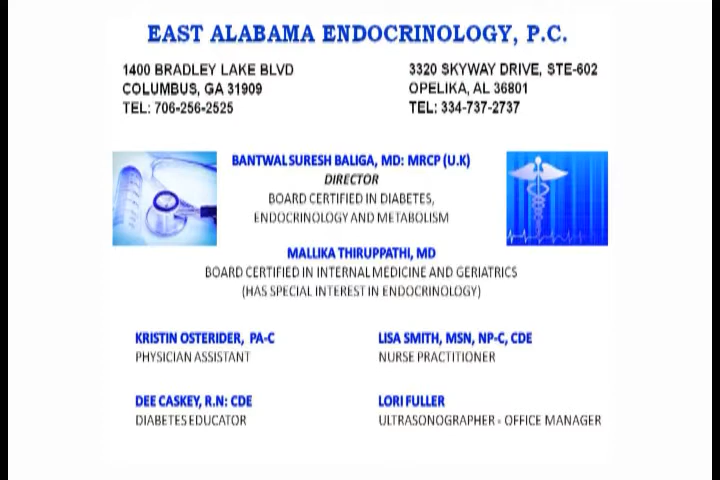 EAST ALABAMA ENDOCRINOLOGY, P.C.
1400 BRADLEY LAKE BLVD
COLUMBUS, GA 31909
TEL: 706-256-2525
3320 SKYWAY DRIVE, STE-602
OPELIKA, AL 36801
TEL: 334-737-2737
BANTWAL SURESH BALIGA, MD: MRCP (U.K)
DIRECTOR
BOARD CERTIFIED IN DIABETES,
ENDOCRINOLOGY AND METABOLISM
MALLIKA THIRUPPATHI, MD
BOARD CERTIFIED IN INTERNAL MEDICINE AND GERIATRICS
(HAS SPECIAL INTEREST IN ENDOCRINOLOGY)
KRISTIN OSTERIDER, PA-C
PHYSICIAN ASSISTANT
LISA SMITH, MSN, NP-C, CDE
NURSE PRACTITIONER
DEE CASKEY, R.N: CDE
DIABETES EDUCATOR
LORI FULLER
ULTRASONOGRAPHER - OFFICE MANAGER